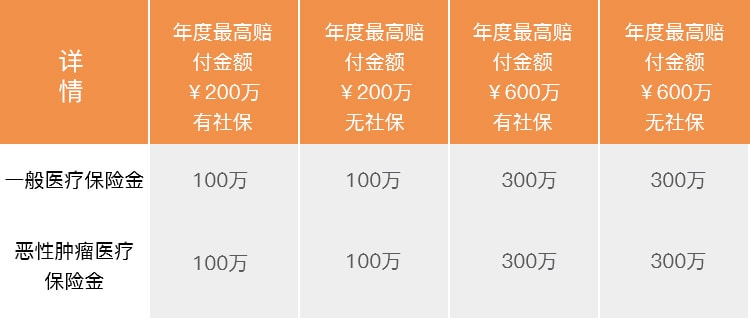 详
情
年度最高赔
付金额
￥200万
有社保
年度最高赔
付金额
￥200万
无社保
年度最高赔
付金额
￥600万
有社保
年度最高赔
付金额
￥600万
无社保
一般医疗保险金
100万
100万
300万
300万
恶性肿瘤医疗
保险金
100万
100万
300万
300万